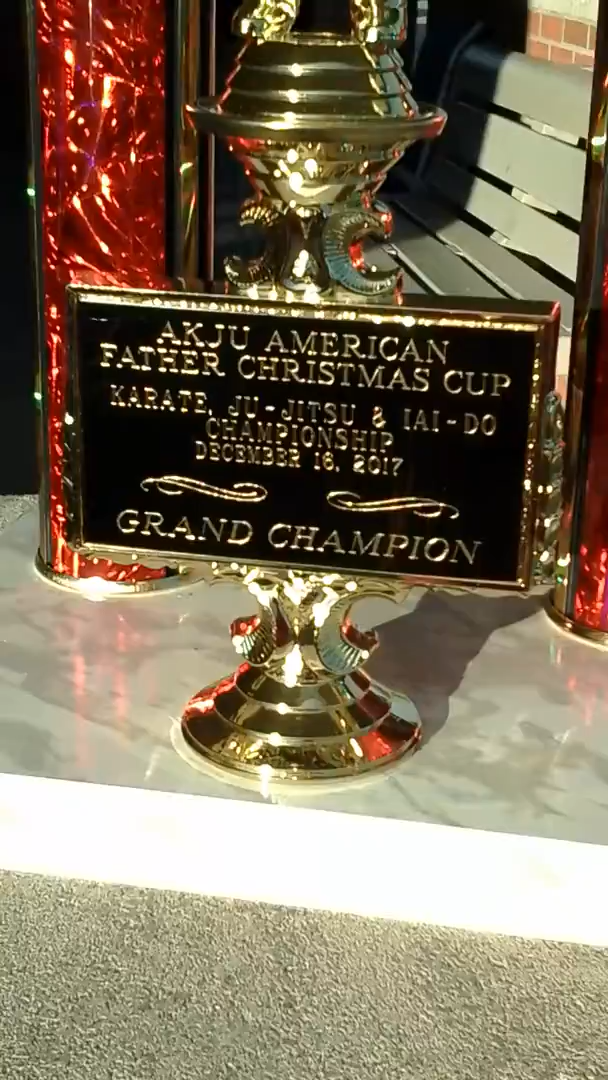 AKJU AMERICAN
FATHER CHRISTMAS CUP
KARATE, JU-JITSU & IAI-DO
CHAMPIONSHIP
DECEMBER 16, 2017
GRAND CHAMPION